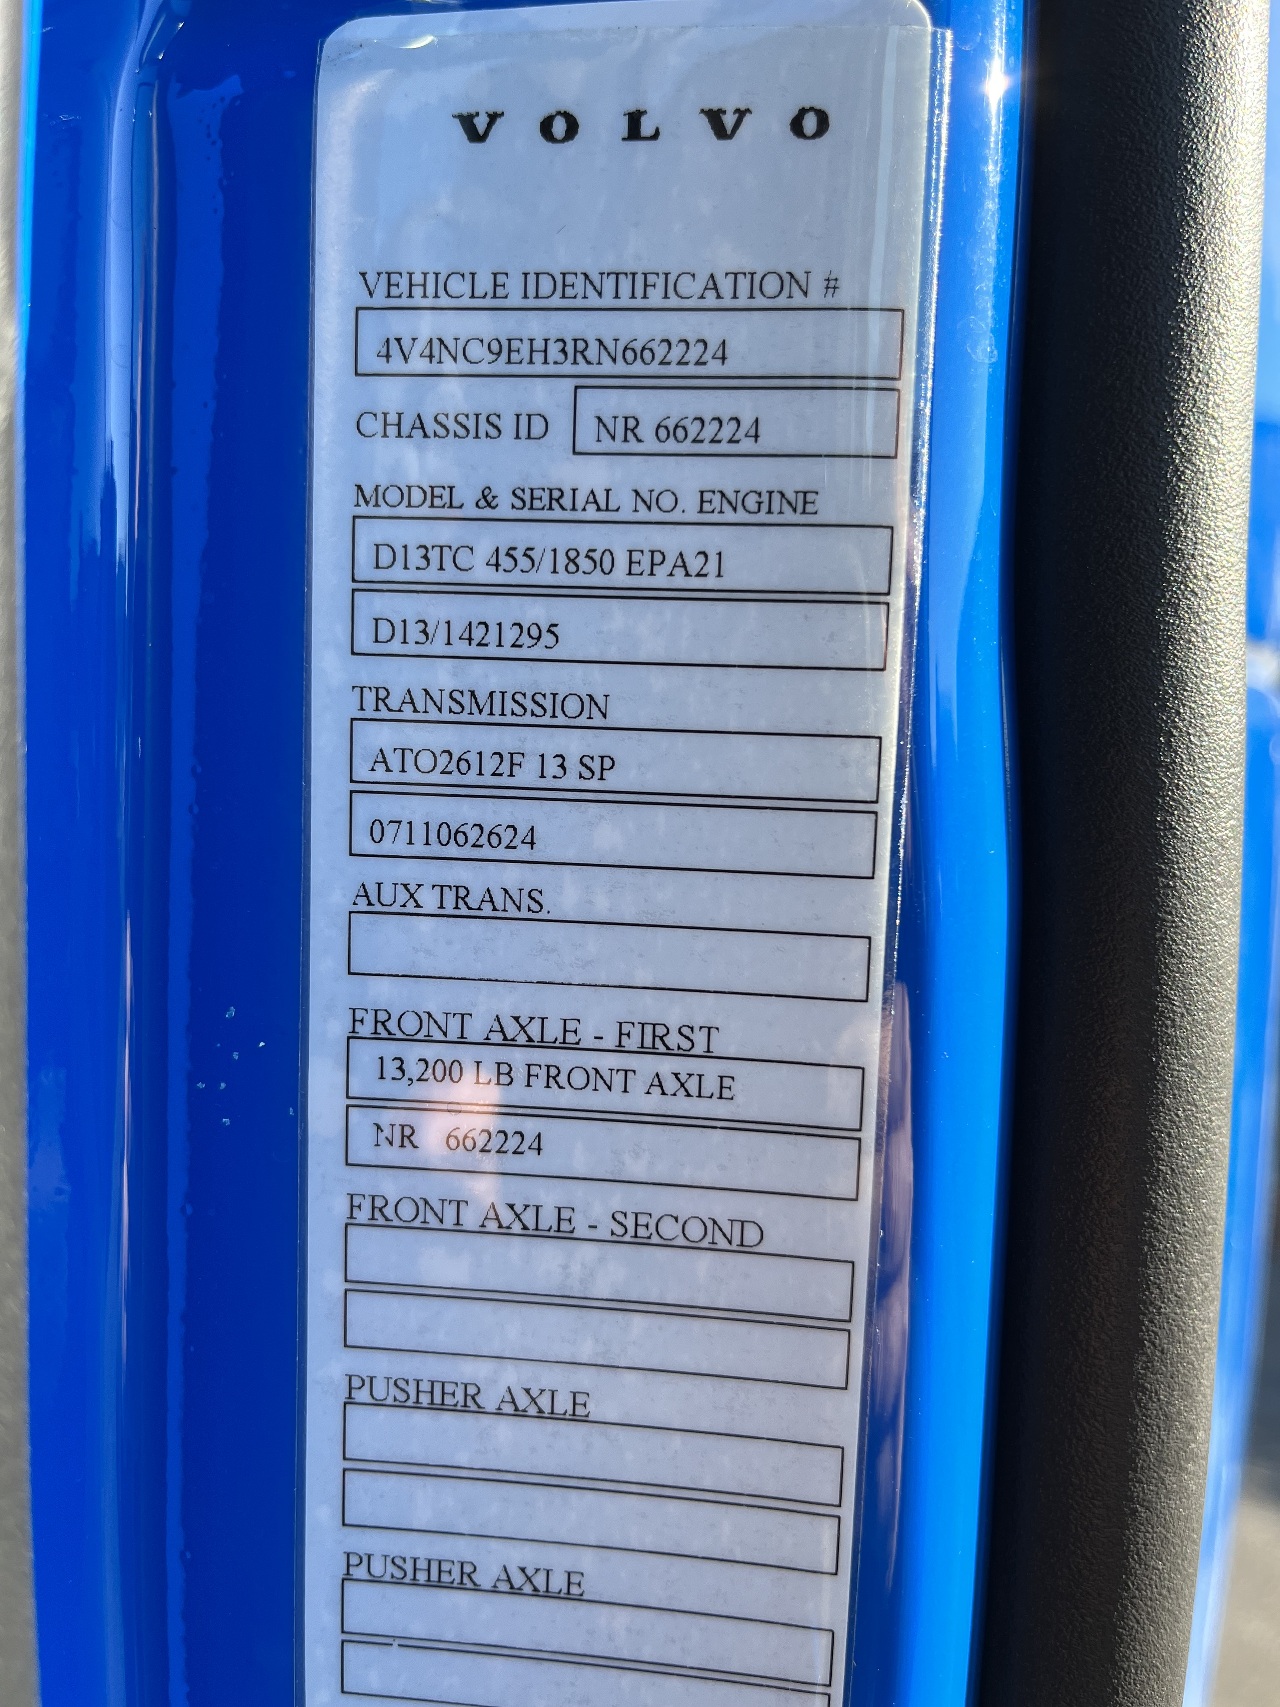 VOLVO
VEHICLE IDENTIFICATION #
4V4NC9EH3RN662224
CHASSIS ID NR 662224
MODEL & SERIAL NO. ENGINE
D13TC 455/1850 EPA21
D13/1421295
TRANSMISSION
ATO2612F 13 SP
0711062624
AUX TRANS.
FRONT AXLE - FIRST
13,200 LB FRONT AXLE
NR 662224
FRONT AXLE - SECOND
PUSHER AXLE
PUSHER AXLE